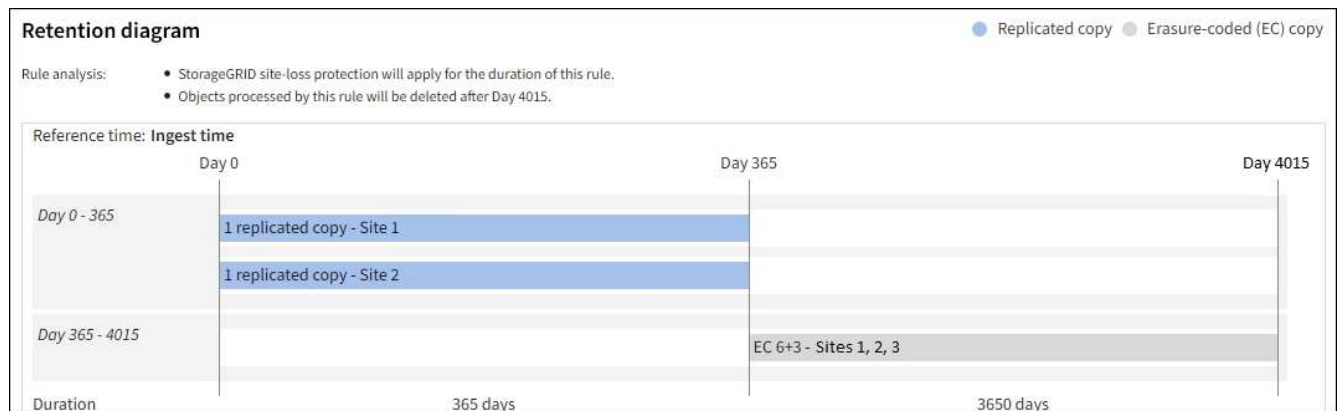 Retention diagram
Replicated copy Erasure-coded (EC) copy
Rule analysis:
• StorageGRID site-loss protection will apply for the duration of this rule.
• Objects processed by this rule will be deleted after Day 4015.
Reference time: Ingest time
Day 0 Day 365 Day 4015
Day 0 - 365
1 replicated copy - Site 1
1 replicated copy - Site 2
Day 365 - 4015
EC 6+3 - Sites 1, 2, 3
Duration 365 days 3650 days